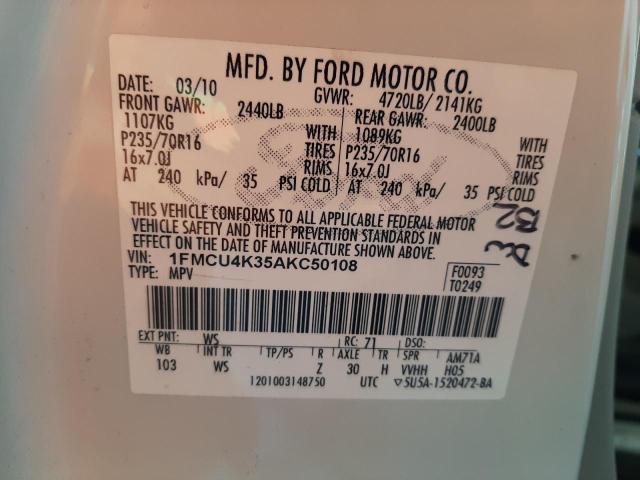 MFD. BY FORD MOTOR CO.
DATE: 03/10 GVWR: 4720LB/ 2141KG
FRONT GAWR: 2440LB REAR GAWR: 2400LB
1107KG WITH 1089KG WITH
P235/70R16 TIRES P235/70R16 TIRES
16x7.0J RIMS 16x7.0J RIMS
AT 240 kPa/ 35 PSI COLD AT 240 kPa/ 35 PSI COLD
THIS VEHICLE CONFORMS TO ALL APPLICABLE FEDERAL MOTOR
VEHICLE SAFETY AND THEFT PREVENTION STANDARDS IN
EFFECT ON THE DATE OF MANUFACTURE SHOWN ABOVE.
VIN: 1FMCU4K35AKC50108 F0093
TYPE: MPV T0249
EXT PNT: WS RC: 71 DSO:
WB INT TR TP/PS R AXLE TR SPR AM71A
103 WS Z 30 H VVHH H05
1201003148750 UTC ▽5U5A-1520472-BA
Ford
B2